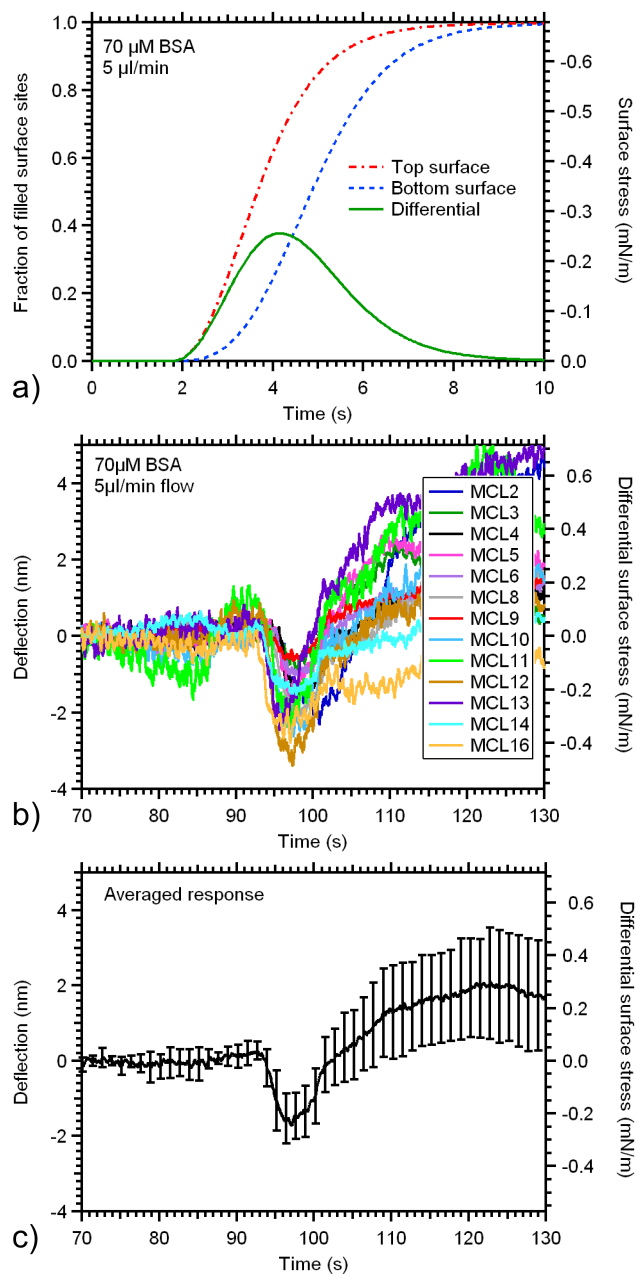 70 µM BSA
5 µl/min
Top surface
Bottom surface
Differential
Fraction of filled surface sites
1.0
0.8
0.6
0.4
0.2
0.0
Surface stress (mN/m)
-0.6
-0.5
-0.4
-0.3
-0.2
-0.1
0.0
0
2
4
6
8
10
Time (s)
a)
70µM BSA
5µl/min flow
MCL2
MCL3
MCL4
MCL5
MCL6
MCL8
MCL9
MCL10
MCL11
MCL12
MCL13
MCL14
MCL16
Deflection (nm)
4
2
0
-2
-4
Differential surface stress (mN/m)
0.6
0.4
0.2
0.0
-0.2
-0.4
70
80
90
100
110
120
130
Time (s)
b)
Averaged response
Deflection (nm)
4
2
0
-2
-4
Differential surface stress (mN/m)
0.6
0.4
0.2
0.0
-0.2
-0.4
70
80
90
100
110
120
130
Time (s)
c)